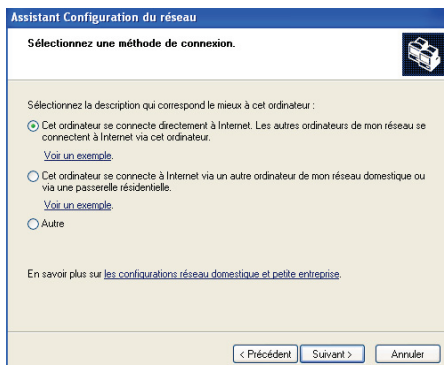 Assistant Configuration du réseau
Sélectionnez une méthode de connexion.
Sélectionnez la description qui correspond le mieux à cet ordinateur :
Cet ordinateur se connecte directement à Internet. Les autres ordinateurs de mon réseau se
connectent à Internet via cet ordinateur.
Voir un exemple.
Cet ordinateur se connecte à Internet via un autre ordinateur de mon réseau domestique ou
via une passerelle résidentielle.
Voir un exemple.
Autre
En savoir plus sur les configurations réseau domestique et petite entreprise.
< Précédent Suivant > Annuler